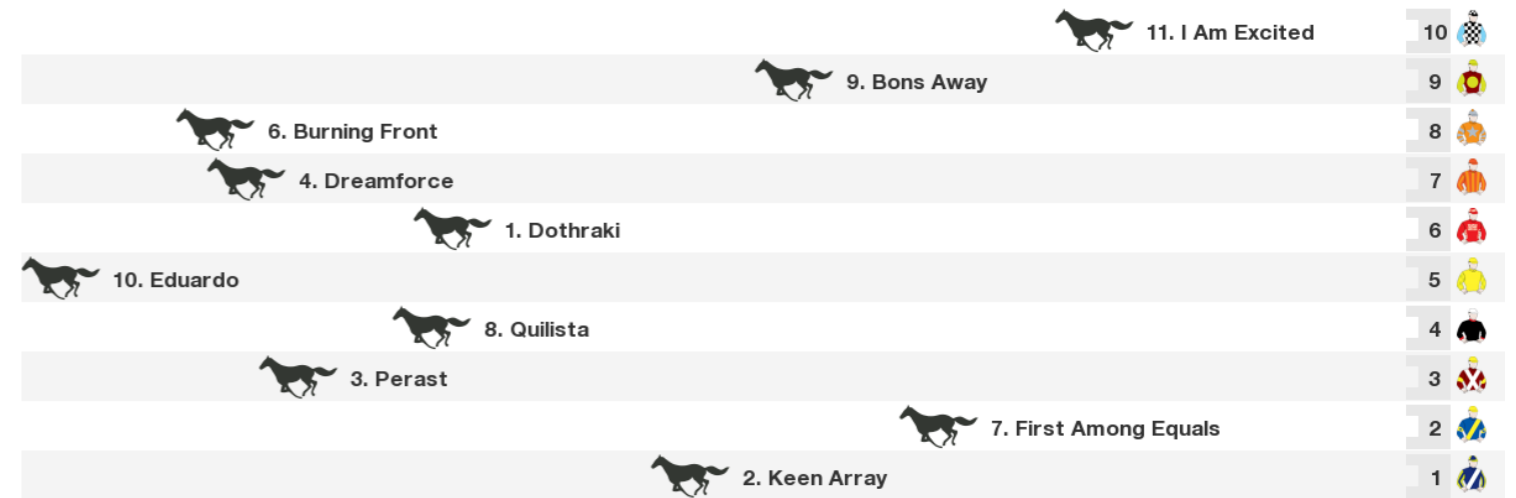 11. I Am Excited 10
9. Bons Away 9
6. Burning Front 8
4. Dreamforce 7
1. Dothraki 6
10. Eduardo 5
8. Quilista 4
3. Perast 3
7. First Among Equals 2
2. Keen Array 1